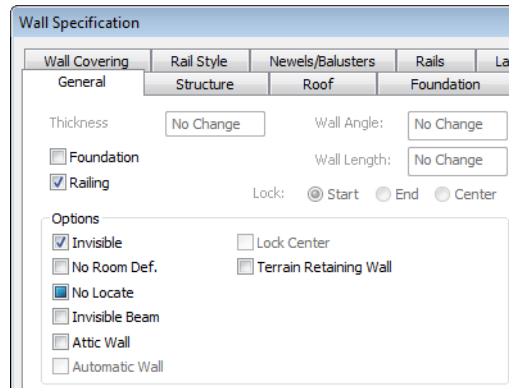 Wall Specification
Wall Covering Rail Style Newels/Balusters Rails La
General Structure Roof Foundation
Thickness No Change Wall Angle: No Change
Foundation Wall Length: No Change
Railing
Lock: Start End Center
Options
Invisible Lock Center
No Room Def. Terrain Retaining Wall
No Locate
Invisible Beam
Attic Wall
Automatic Wall